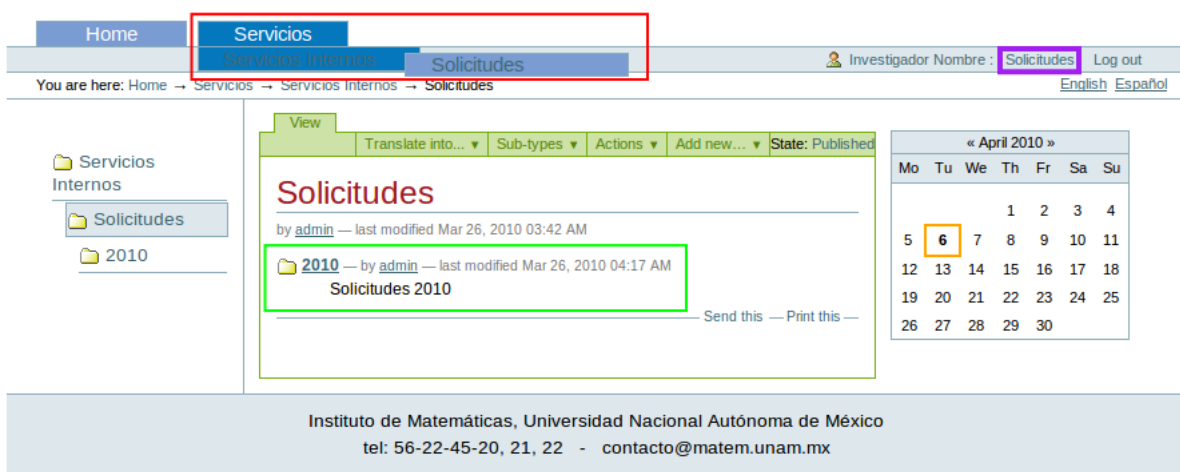 Home Servicios
Servicios Internos Solicitudes
Investigador Nombre : Solicitudes Log out
You are here: Home → Servicios → Servicios Internos → Solicitudes
English Español
Servicios
Internos
Solicitudes
2010
View
Translate into... ▼ Sub-types ▼ Actions ▼ Add new... ▼ State: Published
Solicitudes
by admin — last modified Mar 26, 2010 03:42 AM
2010 — by admin — last modified Mar 26, 2010 04:17 AM
Solicitudes 2010
Send this — Print this —
« April 2010 »
Mo Tu We Th Fr Sa Su
1 2 3 4
5 6 7 8 9 10 11
12 13 14 15 16 17 18
19 20 21 22 23 24 25
26 27 28 29 30
Instituto de Matemáticas, Universidad Nacional Autónoma de México
tel: 56-22-45-20, 21, 22 - contacto@matem.unam.mx